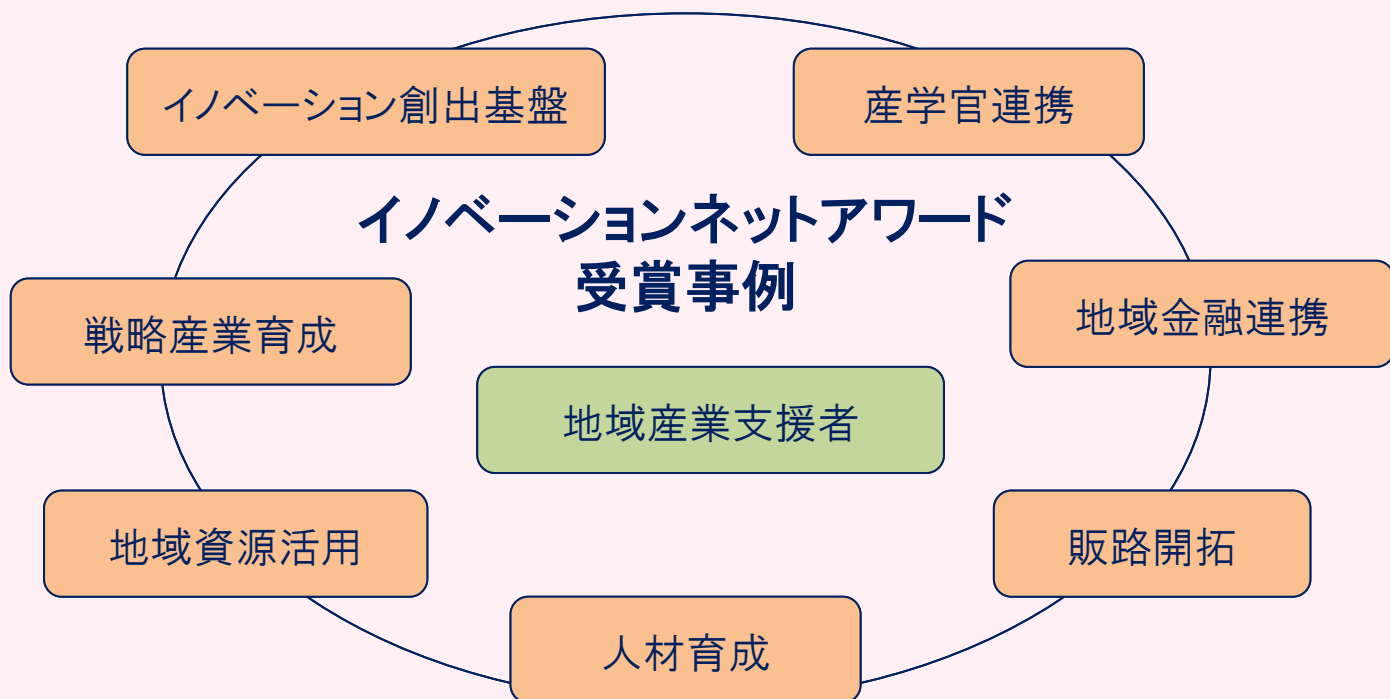 イノベーション創出基盤
産学官連携
イノベーションネットアワード
受賞事例
戦略産業育成
地域金融連携
地域産業支援者
地域資源活用
販路開拓
人材育成